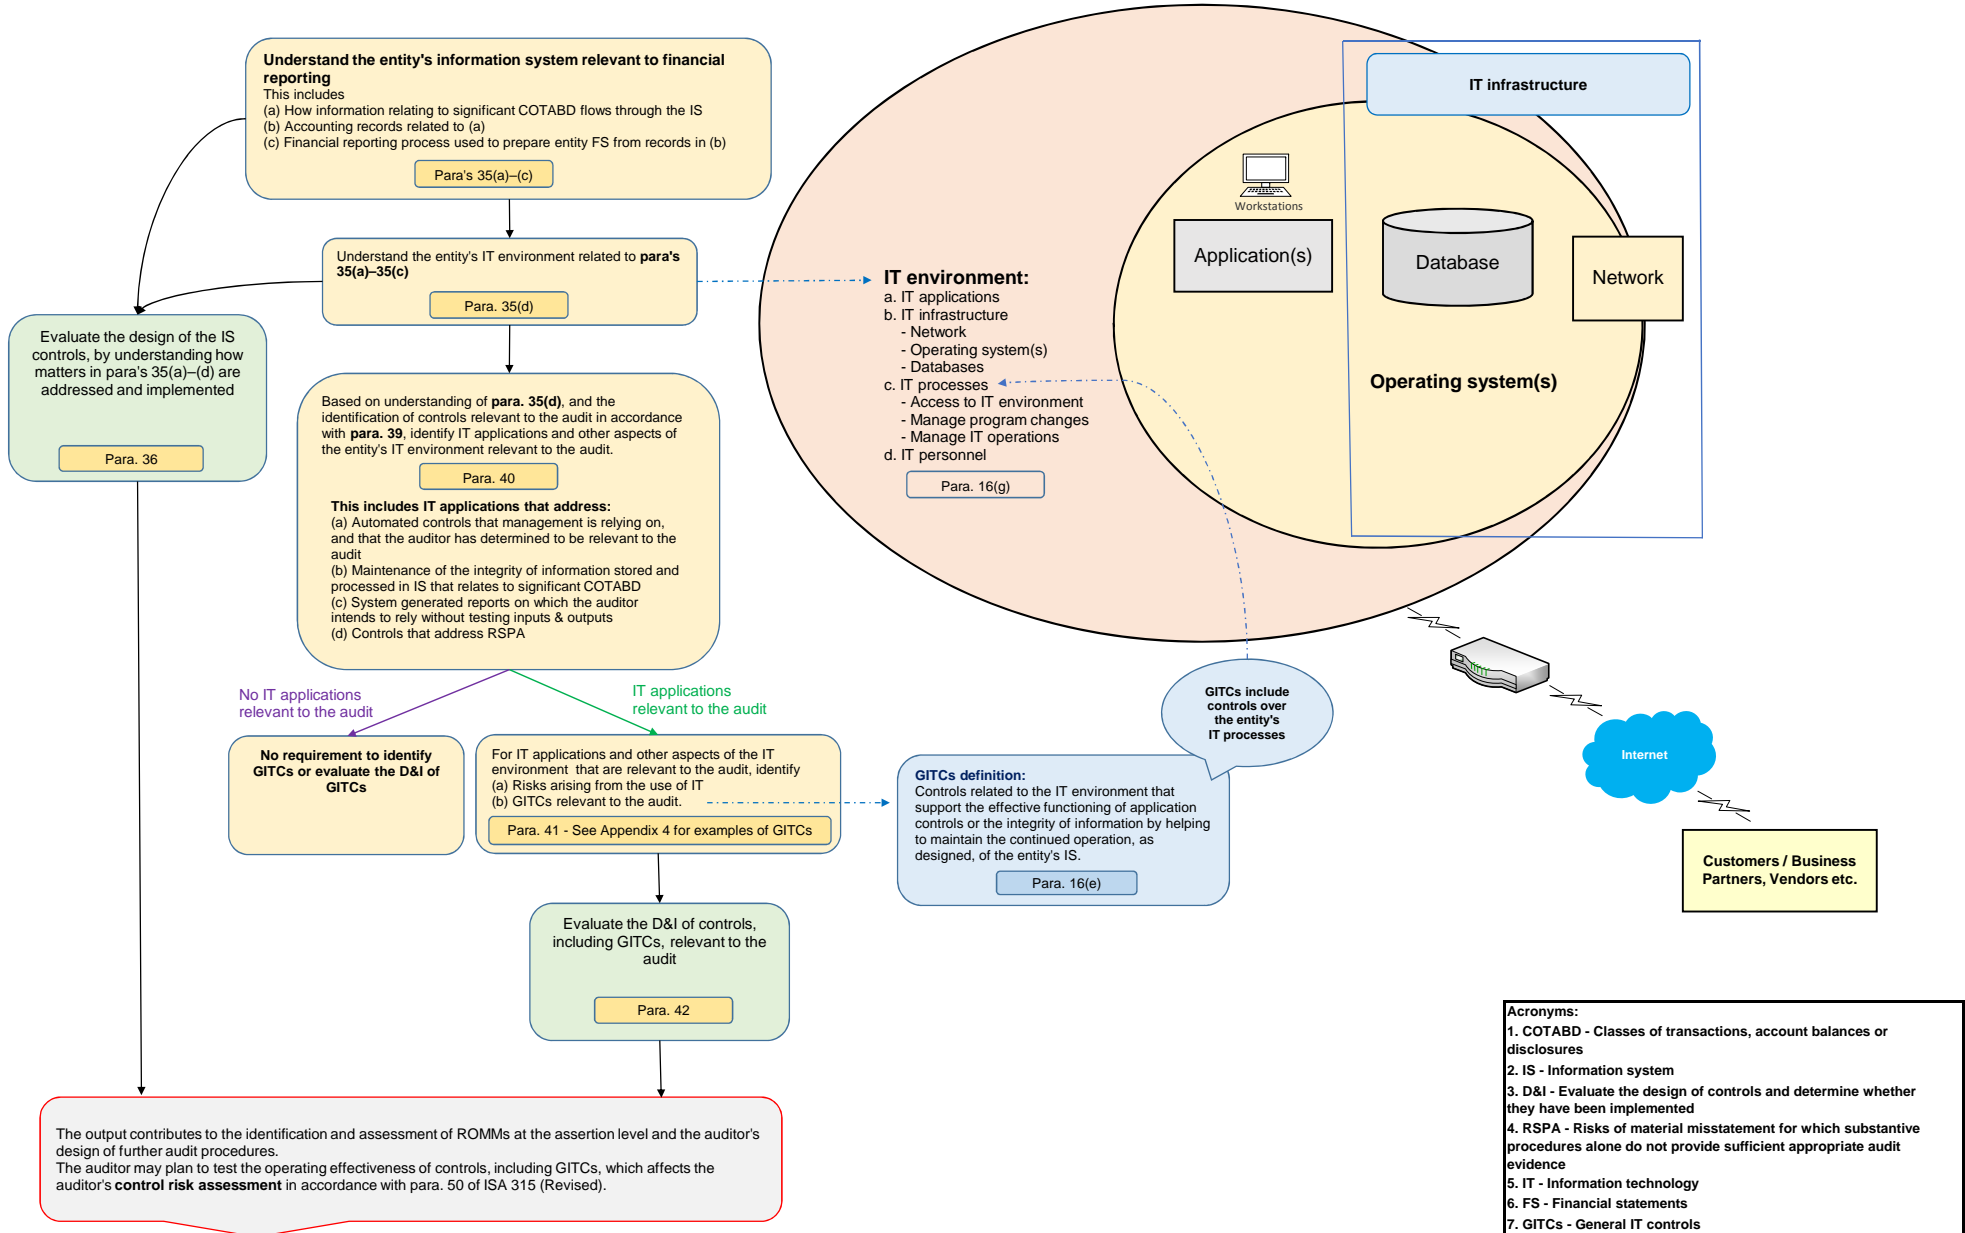 Understand the entity's information system relevant to financial
reporting
This includes
(a) How information relating to significant COTABD flows through the IS
(b) Accounting records related to (a)
(c) Financial reporting process used to prepare entity FS from records in (b)
Para's 35(a)–(c)
Understand the entity's IT environment related to para's
35(a)–35(c)
Para. 35(d)
Evaluate the design of the IS
controls, by understanding how
matters in para's 35(a)–(d) are
addressed and implemented
Para. 36
Based on understanding of para. 35(d), and the
identification of controls relevant to the audit in accordance
with para. 39, identify IT applications and other aspects of
the entity's IT environment relevant to the audit.
Para. 40
This includes IT applications that address:
(a) Automated controls that management is relying on,
and that the auditor has determined to be relevant to the
audit
(b) Maintenance of the integrity of information stored and
processed in IS that relates to significant COTABD
(c) System generated reports on which the auditor
intends to rely without testing inputs & outputs
(d) Controls that address RSPA
No IT applications
relevant to the audit
IT applications
relevant to the audit
No requirement to identify
GITCs or evaluate the D&I of
GITCs
For IT applications and other aspects of the IT
environment that are relevant to the audit, identify
(a) Risks arising from the use of IT
(b) GITCs relevant to the audit.
Para. 41 - See Appendix 4 for examples of GITCs
Evaluate the D&I of controls,
including GITCs, relevant to the
audit
Para. 42
The output contributes to the identification and assessment of ROMMs at the assertion level and the auditor's
design of further audit procedures.
The auditor may plan to test the operating effectiveness of controls, including GITCs, which affects the
auditor's control risk assessment in accordance with para. 50 of ISA 315 (Revised).
IT environment:
a. IT applications
b. IT infrastructure
- Network
- Operating system(s)
- Databases
c. IT processes
- Access to IT environment
- Manage program changes
- Manage IT operations
d. IT personnel
Para. 16(g)
IT infrastructure
Workstations
Application(s)
Database
Network
Operating system(s)
GITCs include
controls over
the entity's
IT processes
GITCs definition:
Controls related to the IT environment that
support the effective functioning of application
controls or the integrity of information by helping
to maintain the continued operation, as
designed, of the entity's IS.
Para. 16(e)
Internet
Customers / Business
Partners, Vendors etc.
Acronyms:
1. COTABD - Classes of transactions, account balances or
disclosures
2. IS - Information system
3. D&I - Evaluate the design of controls and determine whether
they have been implemented
4. RSPA - Risks of material misstatement for which substantive
procedures alone do not provide sufficient appropriate audit
evidence
5. IT - Information technology
6. FS - Financial statements
7. GITCs - General IT controls